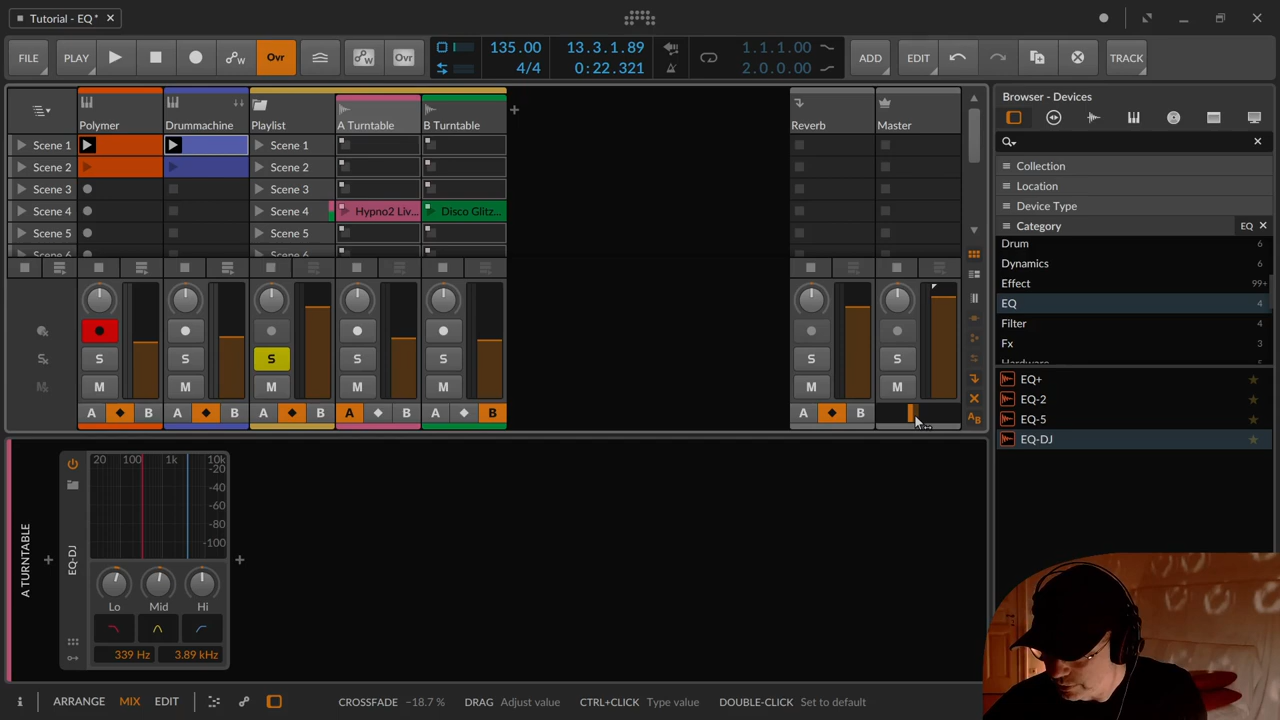 Tutorial - EQ*
FILE PLAY Ovr Ovr 135.00 4/4 13.3.1.89 0:22.321 1.1.1.00 2.0.0.00 ADD EDIT TRACK
Polymer Drummachine Playlist A Turntable B Turntable Reverb Master
Scene 1 Scene 1
Scene 2 Scene 2
Scene 3 Scene 3
Scene 4 Scene 4 Hypno2 Liv... Disco Glitz...
Scene 5 Scene 5
S S S S S S S
M M M M M M M
A B A B A B A B A B A B
Browser - Devices
Collection
Location
Device Type
Category EQ
Drum 6
Dynamics 6
Effect 99+
EQ 4
Filter 4
Fx 4
EQ+
EQ-2
EQ-5
EQ-DJ
A TURNTABLE
EQ-DJ
20 100 1k 10k
-20
-40
-60
-80
-100
Lo Mid Hi
339 Hz 3.89 kHz
ARRANGE MIX EDIT CROSSFADE -18.7 % DRAG Adjust value CTRL+CLICK Type value DOUBLE-CLICK Set to default